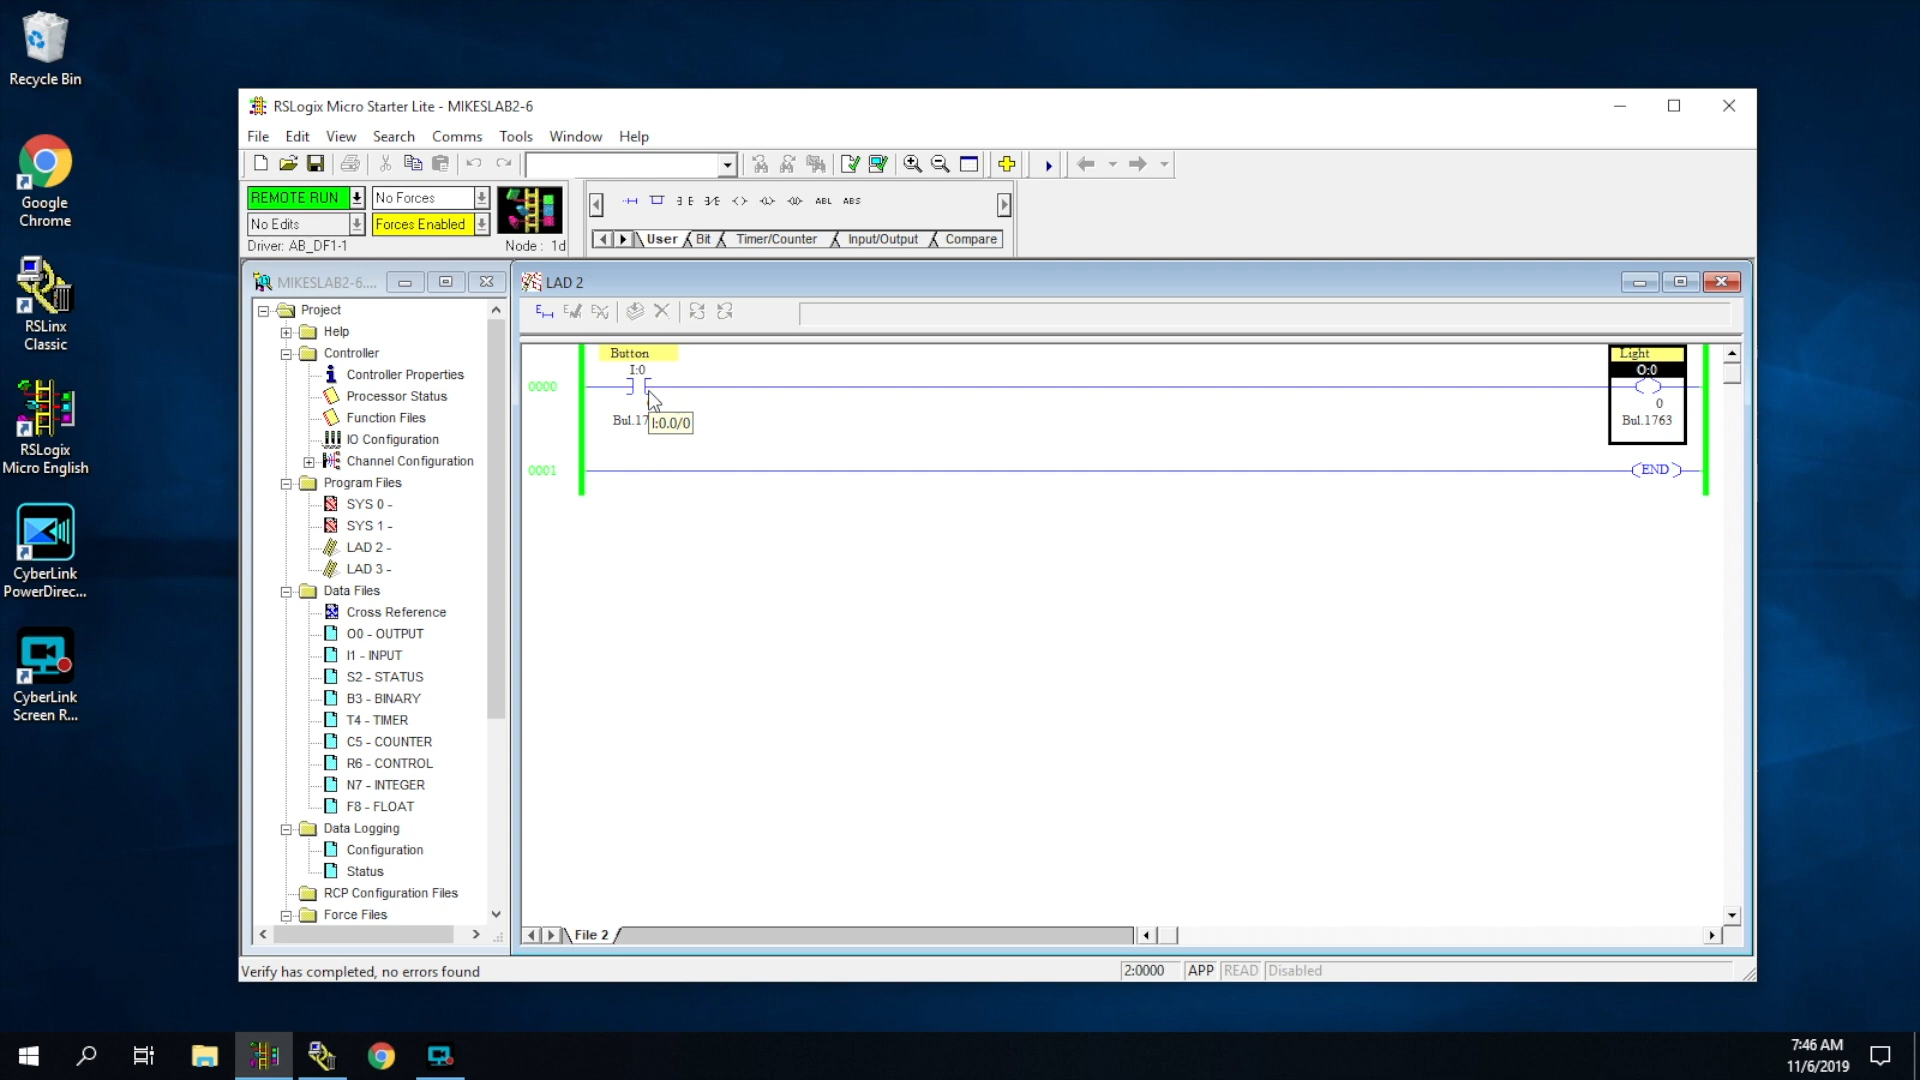 Recycle Bin
Google
Chrome
RSLinx
Classic
RSLogix
Micro English
CyberLink
PowerDirec...
CyberLink
Screen R...
RSLogix Micro Starter Lite - MIKESLAB2-6
File Edit View Search Comms Tools Window Help
REMOTE RUN No Forces
No Edits Forces Enabled
Driver: AB_DF1-1 Node : 1d
ABL ABS
User Bit Timer/Counter Input/Output Compare
MIKESLAB2-6....
Project
Help
Controller
Controller Properties
Processor Status
Function Files
IO Configuration
Channel Configuration
Program Files
SYS 0 -
SYS 1 -
LAD 2 -
LAD 3 -
Data Files
Cross Reference
O0 - OUTPUT
I1 - INPUT
S2 - STATUS
B3 - BINARY
T4 - TIMER
C5 - COUNTER
R6 - CONTROL
N7 - INTEGER
F8 - FLOAT
Data Logging
Configuration
Status
RCP Configuration Files
Force Files
LAD 2
Button Light
I:0 O:0
0000
0
Bul.17 I:0.0/0 Bul.1763
0001 END
File 2
Verify has completed, no errors found 2:0000 APP READ Disabled
7:46 AM
11/6/2019